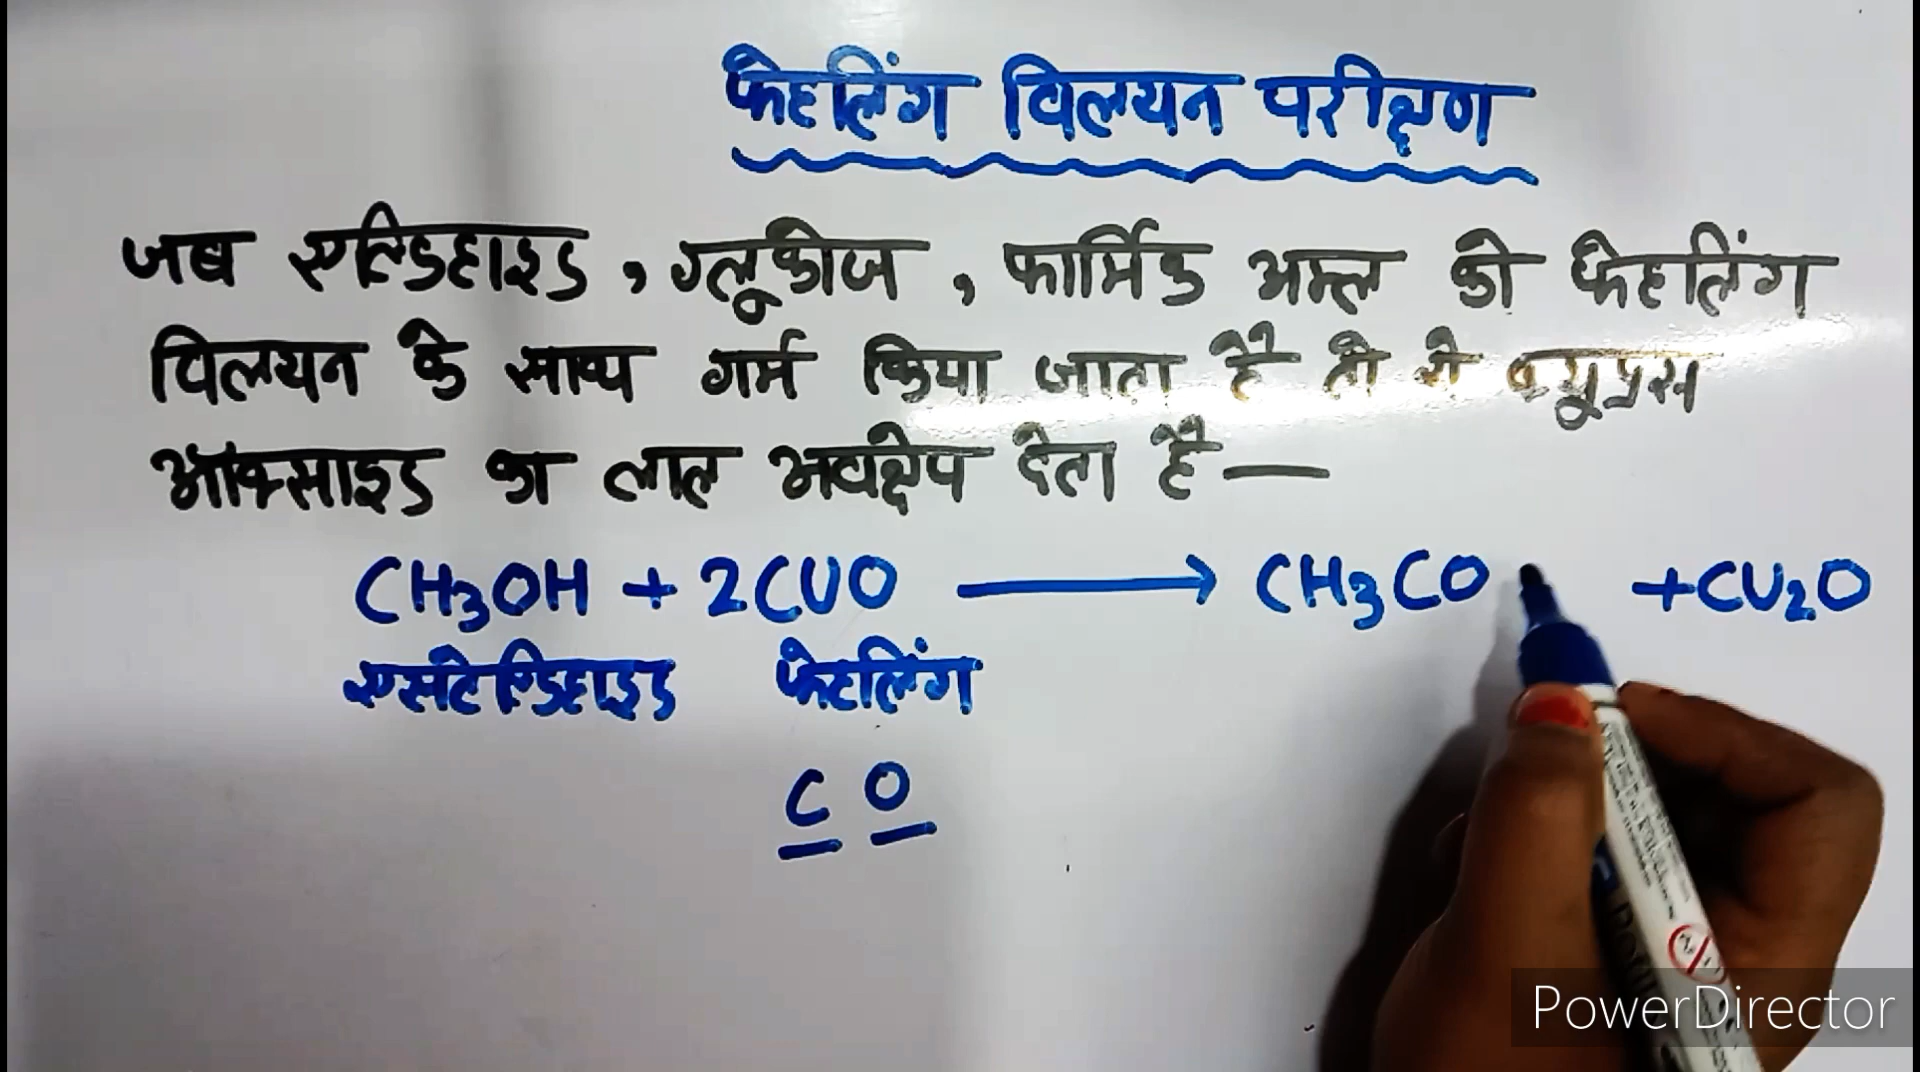 फेहलिंग विलयन परीक्षण
जब एल्डिहाइड, ग्लूकोज, फार्मिक अम्ल को फेहलिंग
विलयन के साथ गर्म किया जाता है तो ये क्यूप्रस
ऑक्साइड का लाल अवक्षेप देता है—
CH3OH + 2CUO ⟶ CH3CO +CU2O
एसिटेल्डिहाइड फेहलिंग
C O
PowerDirector